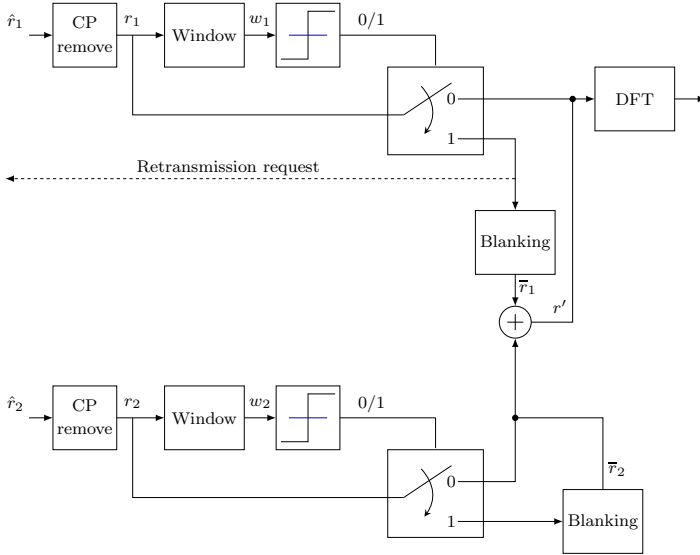 r̂₁
CP
remove
r₁
Window
w₁
0/1
0
1
DFT
Retransmission request
Blanking
r̅₁
+
r′
r̂₂
CP
remove
r₂
Window
w₂
0/1
0
1
r̅₂
Blanking